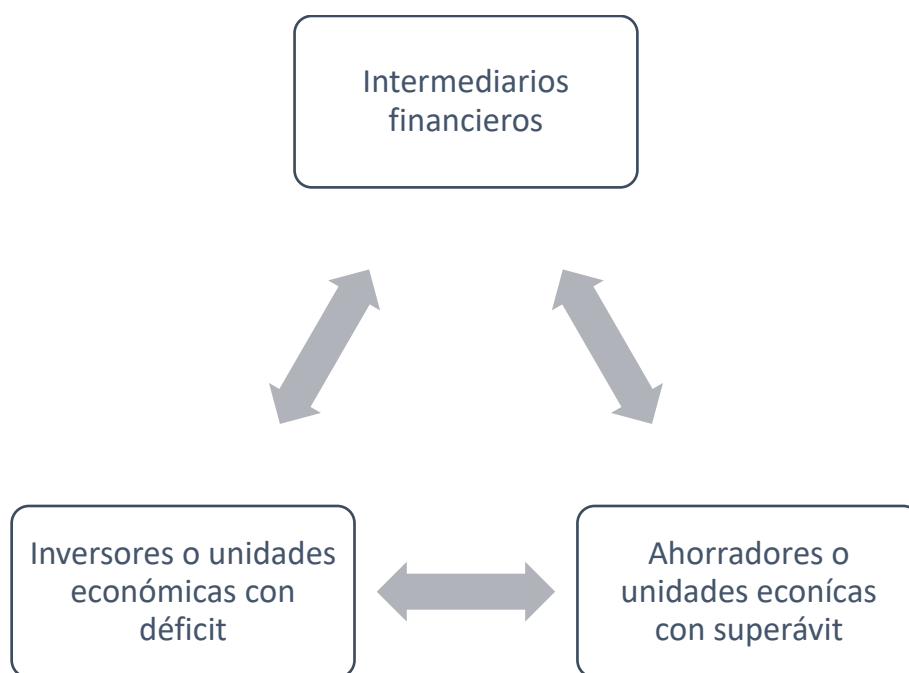 Intermediarios
financieros
Inversores o unidades
económicas con
déficit
Ahorradores o
unidades econícas
con superávit